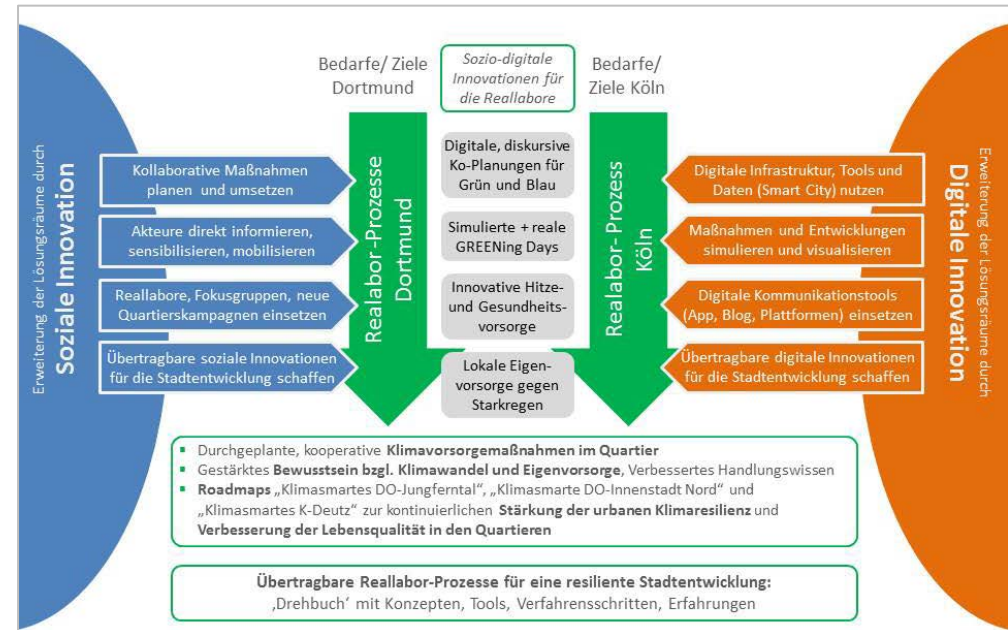 Erweiterung der Lösungsräume durch
Soziale Innovation
Kollaborative Maßnahmen
planen und umsetzen
Akteure direkt informieren,
sensibilisieren, mobilisieren
Reallabore, Fokusgruppen, neue
Quartierskampagnen einsetzen
Übertragbare soziale Innovationen
für die Stadtentwicklung schaffen
Bedarfe/ Ziele
Dortmund
Reallabor -Prozesse
Dortmund
Sozio-digitale
Innovationen für
die Reallabore
Digitale, diskursive
Ko-Planungen für
Grün und Blau
Simulierte + reale
GREENing Days
Innovative Hitze-
und Gesundheits-
vorsorge
Lokale Eigen-
vorsorge gegen
Starkregen
Bedarfe/
Ziele Köln
Reallabor- Prozess
Köln
Digitale Infrastruktur, Tools und
Daten (Smart City) nutzen
Maßnahmen und Entwicklungen
simulieren und visualisieren
Digitale Kommunikationstools
(App, Blog, Plattformen) einsetzen
Übertragbare digitale Innovationen
für die Stadtentwicklung schaffen
Erweiterung der Lösungsräume durch
Digitale Innovation
▪ Durchgeplante, kooperative Klimavorsorgemaßnahmen im Quartier
▪ Gestärktes Bewusstsein bzgl. Klimawandel und Eigenvorsorge, Verbessertes Handlungswissen
▪ Roadmaps „Klimasmartes DO-Jungferntal“, „Klimasmarte DO-Innenstadt Nord“ und
„Klimasmartes K-Deutz“ zur kontinuierlichen Stärkung der urbanen Klimaresilienz und
Verbesserung der Lebensqualität in den Quartieren
Übertragbare Reallabor-Prozesse für eine resiliente Stadtentwicklung:
‚Drehbuch‘ mit Konzepten, Tools, Verfahrensschritten, Erfahrungen